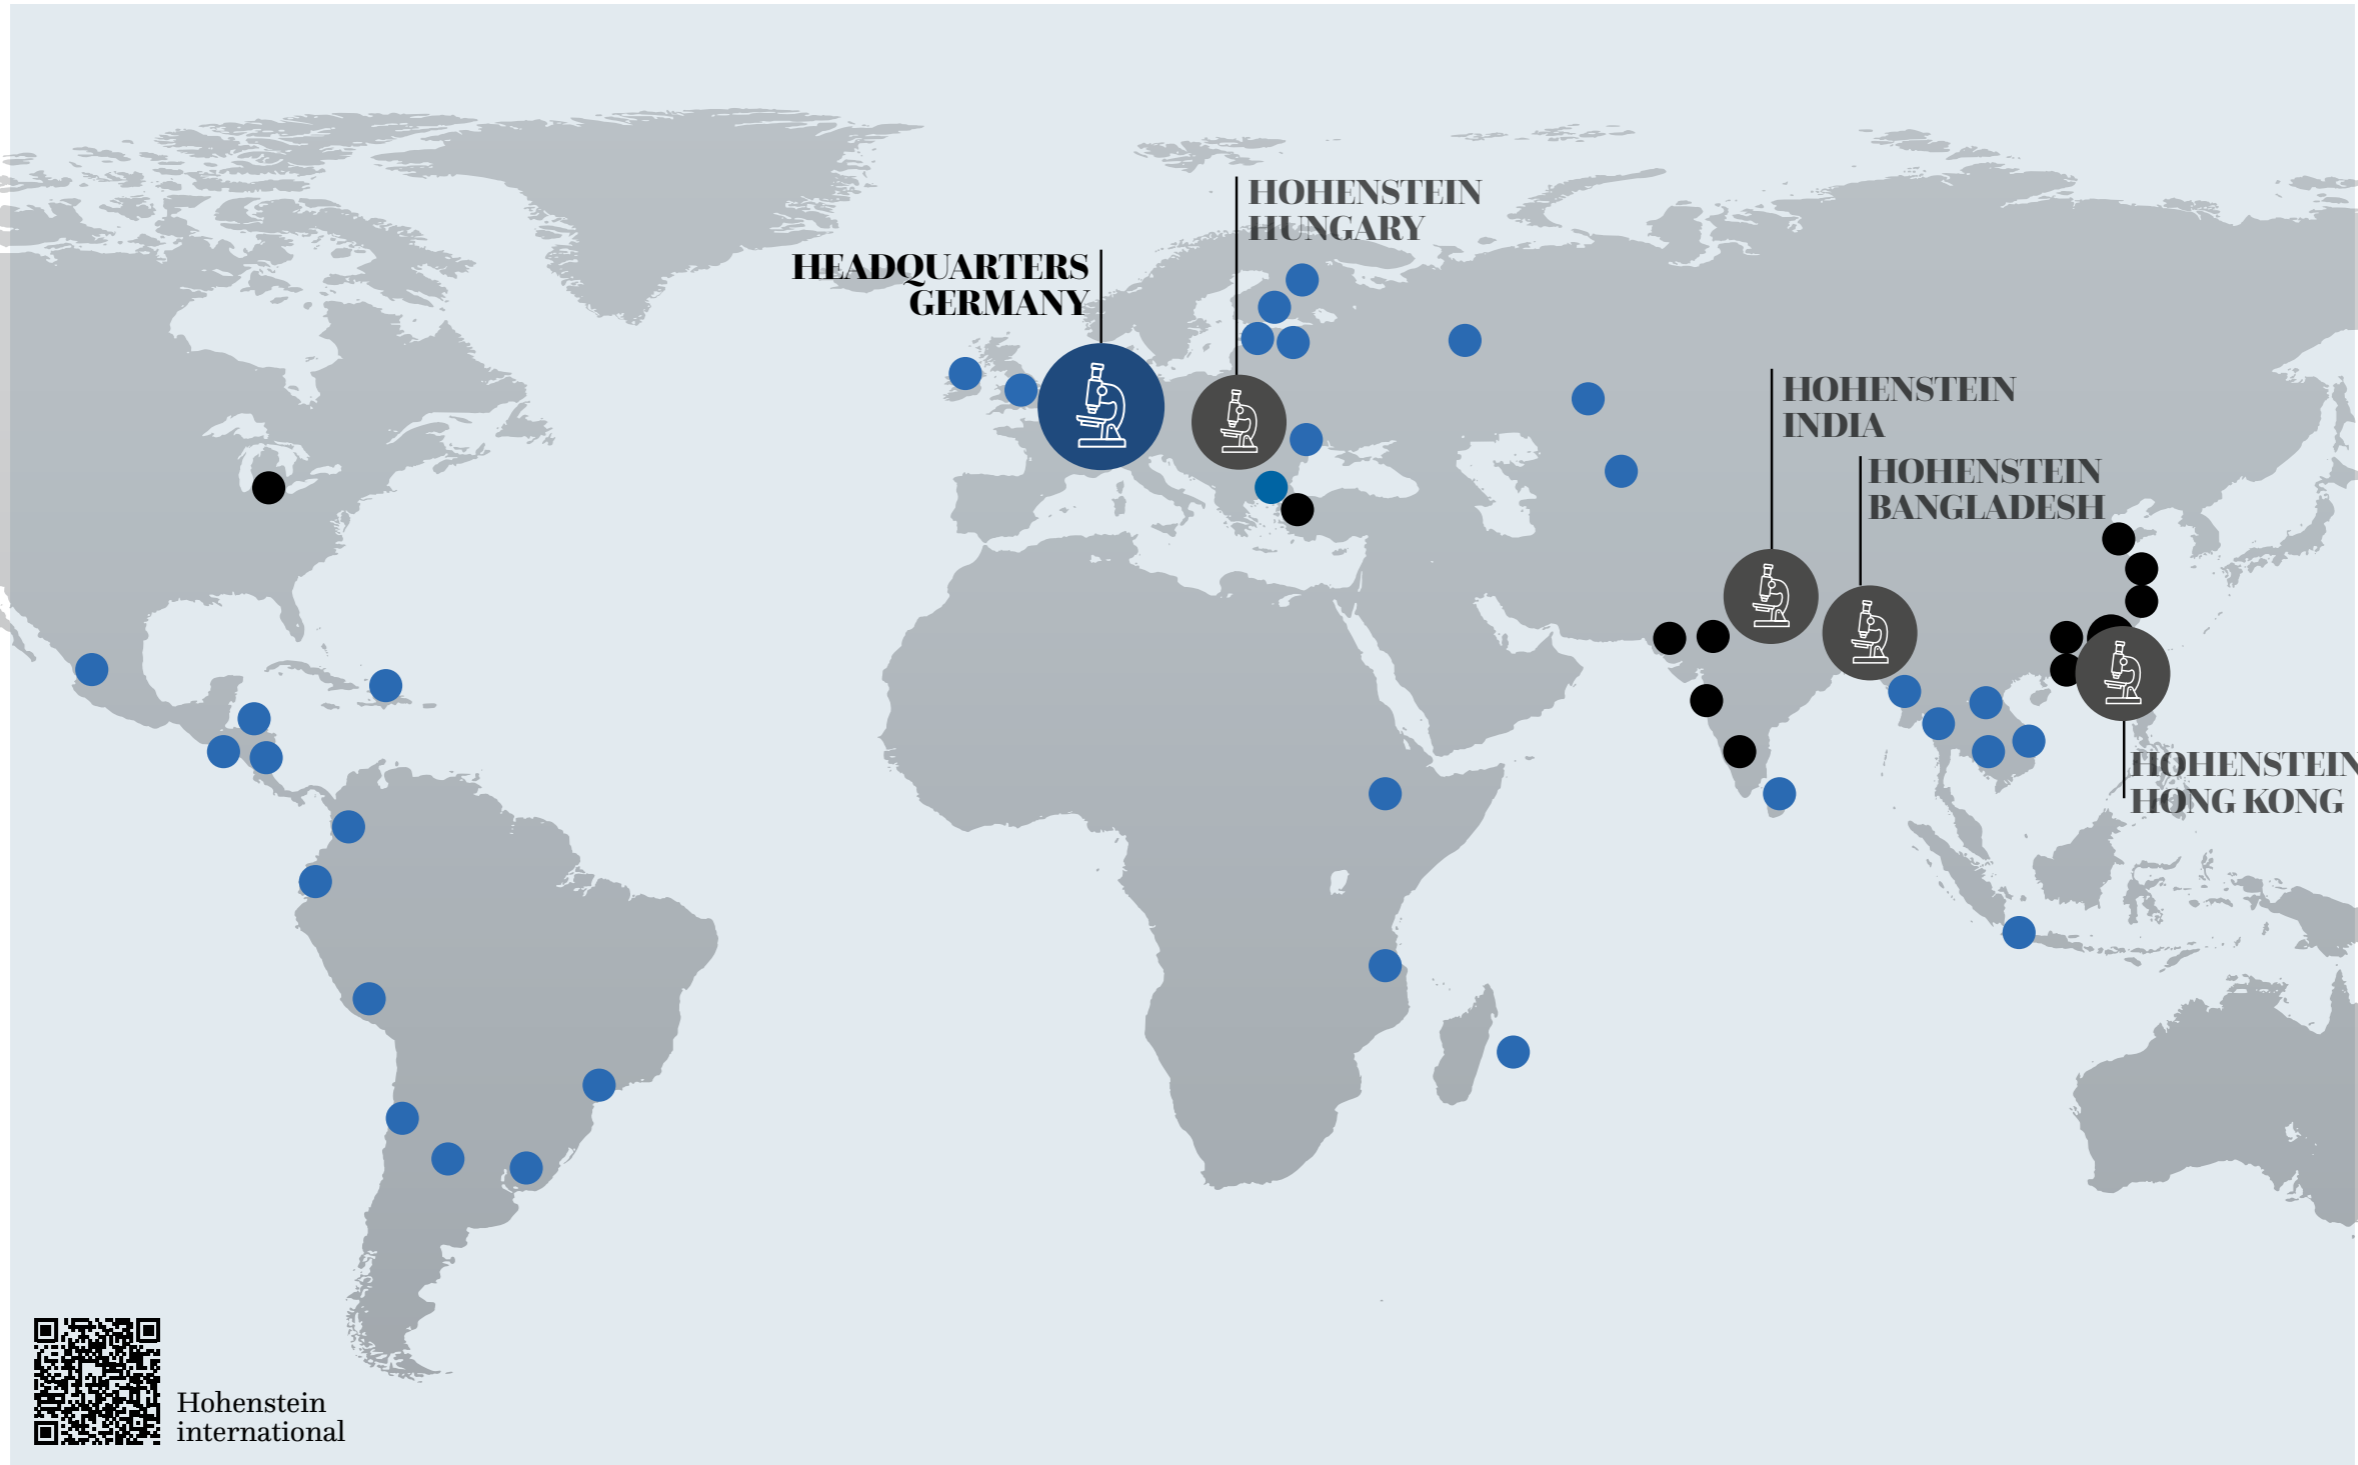 HOHENSTEIN
HUNGARY
HEADQUARTERS
GERMANY
HOHENSTEIN
INDIA
HOHENSTEIN
BANGLADESH
HOHENSTEIN
HONG KONG
Hohenstein
international